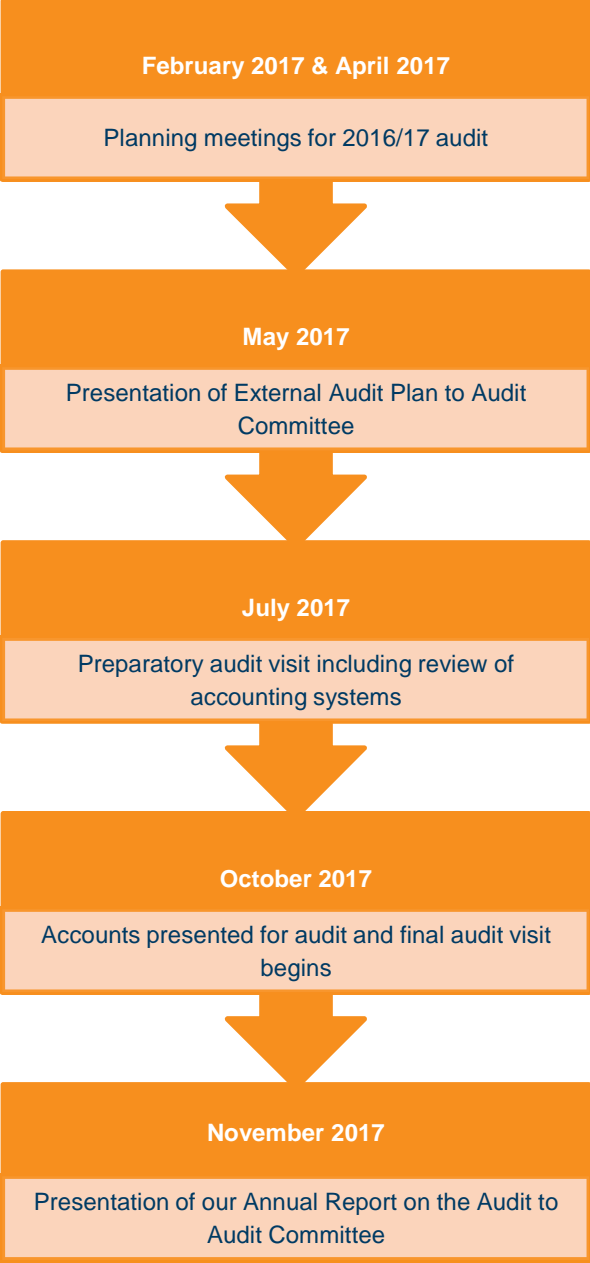 February 2017 & April 2017
Planning meetings for 2016/17 audit
May 2017
Presentation of External Audit Plan to Audit
Committee
July 2017
Preparatory audit visit including review of
accounting systems
October 2017
Accounts presented for audit and final audit visit
begins
November 2017
Presentation of our Annual Report on the Audit to
Audit Committee